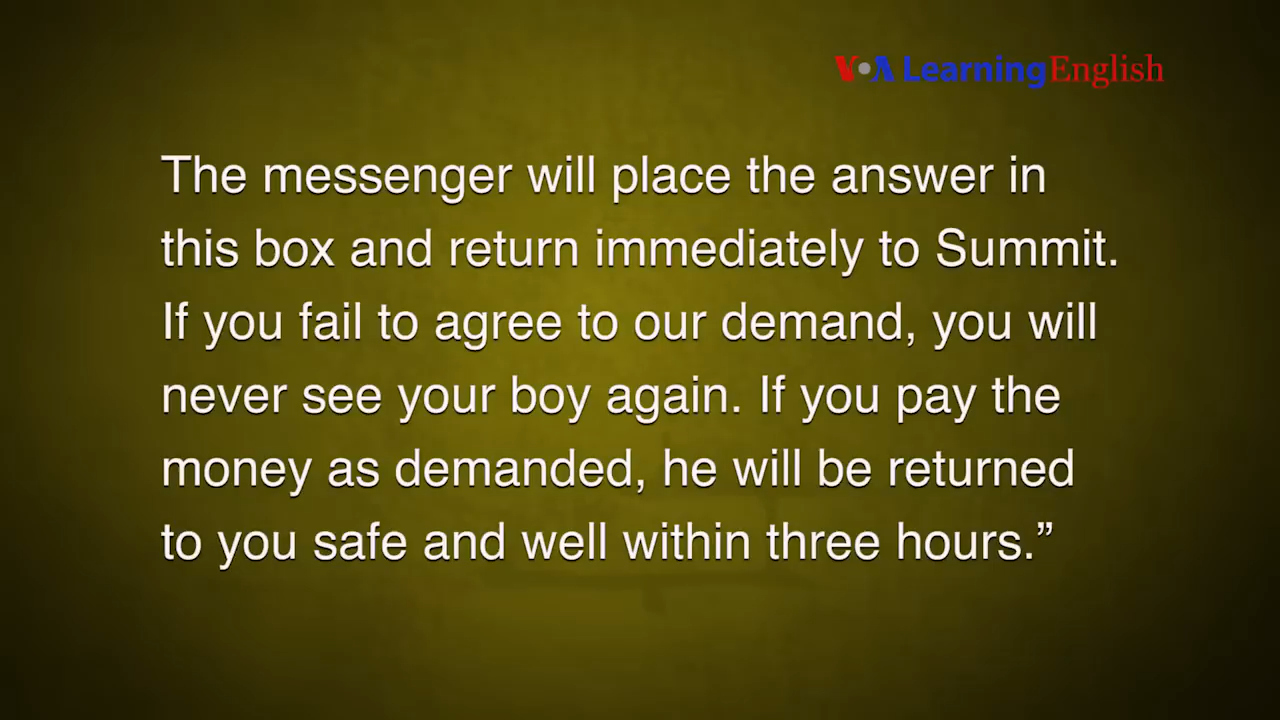 VOA Learning English
The messenger will place the answer in
this box and return immediately to Summit.
If you fail to agree to our demand, you will
never see your boy again. If you pay the
money as demanded, he will be returned
to you safe and well within three hours.”